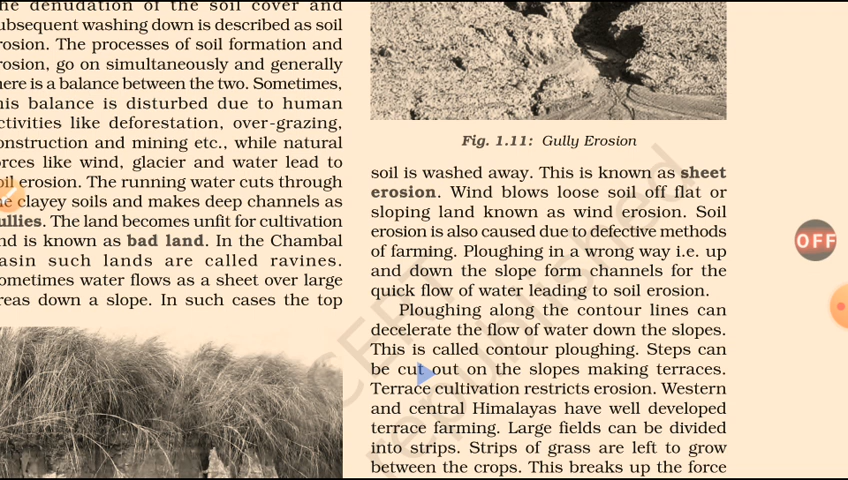 he denudation of the soil cover and
ubsequent washing down is described as soil
rosion. The processes of soil formation and
rosion, go on simultaneously and generally
here is a balance between the two. Sometimes,
his balance is disturbed due to human
ctivities like deforestation, over-grazing,
onstruction and mining etc., while natural
orces like wind, glacier and water lead to
oil erosion. The running water cuts through
he clayey soils and makes deep channels as
ullies. The land becomes unfit for cultivation
nd is known as bad land. In the Chambal
asin such lands are called ravines.
ometimes water flows as a sheet over large
reas down a slope. In such cases the top
Fig. 1.11: Gully Erosion
soil is washed away. This is known as sheet
erosion. Wind blows loose soil off flat or
sloping land known as wind erosion. Soil
erosion is also caused due to defective methods
of farming. Ploughing in a wrong way i.e. up
and down the slope form channels for the
quick flow of water leading to soil erosion.
Ploughing along the contour lines can
decelerate the flow of water down the slopes.
This is called contour ploughing. Steps can
be cut out on the slopes making terraces.
Terrace cultivation restricts erosion. Western
and central Himalayas have well developed
terrace farming. Large fields can be divided
into strips. Strips of grass are left to grow
between the crops. This breaks up the force
OFF